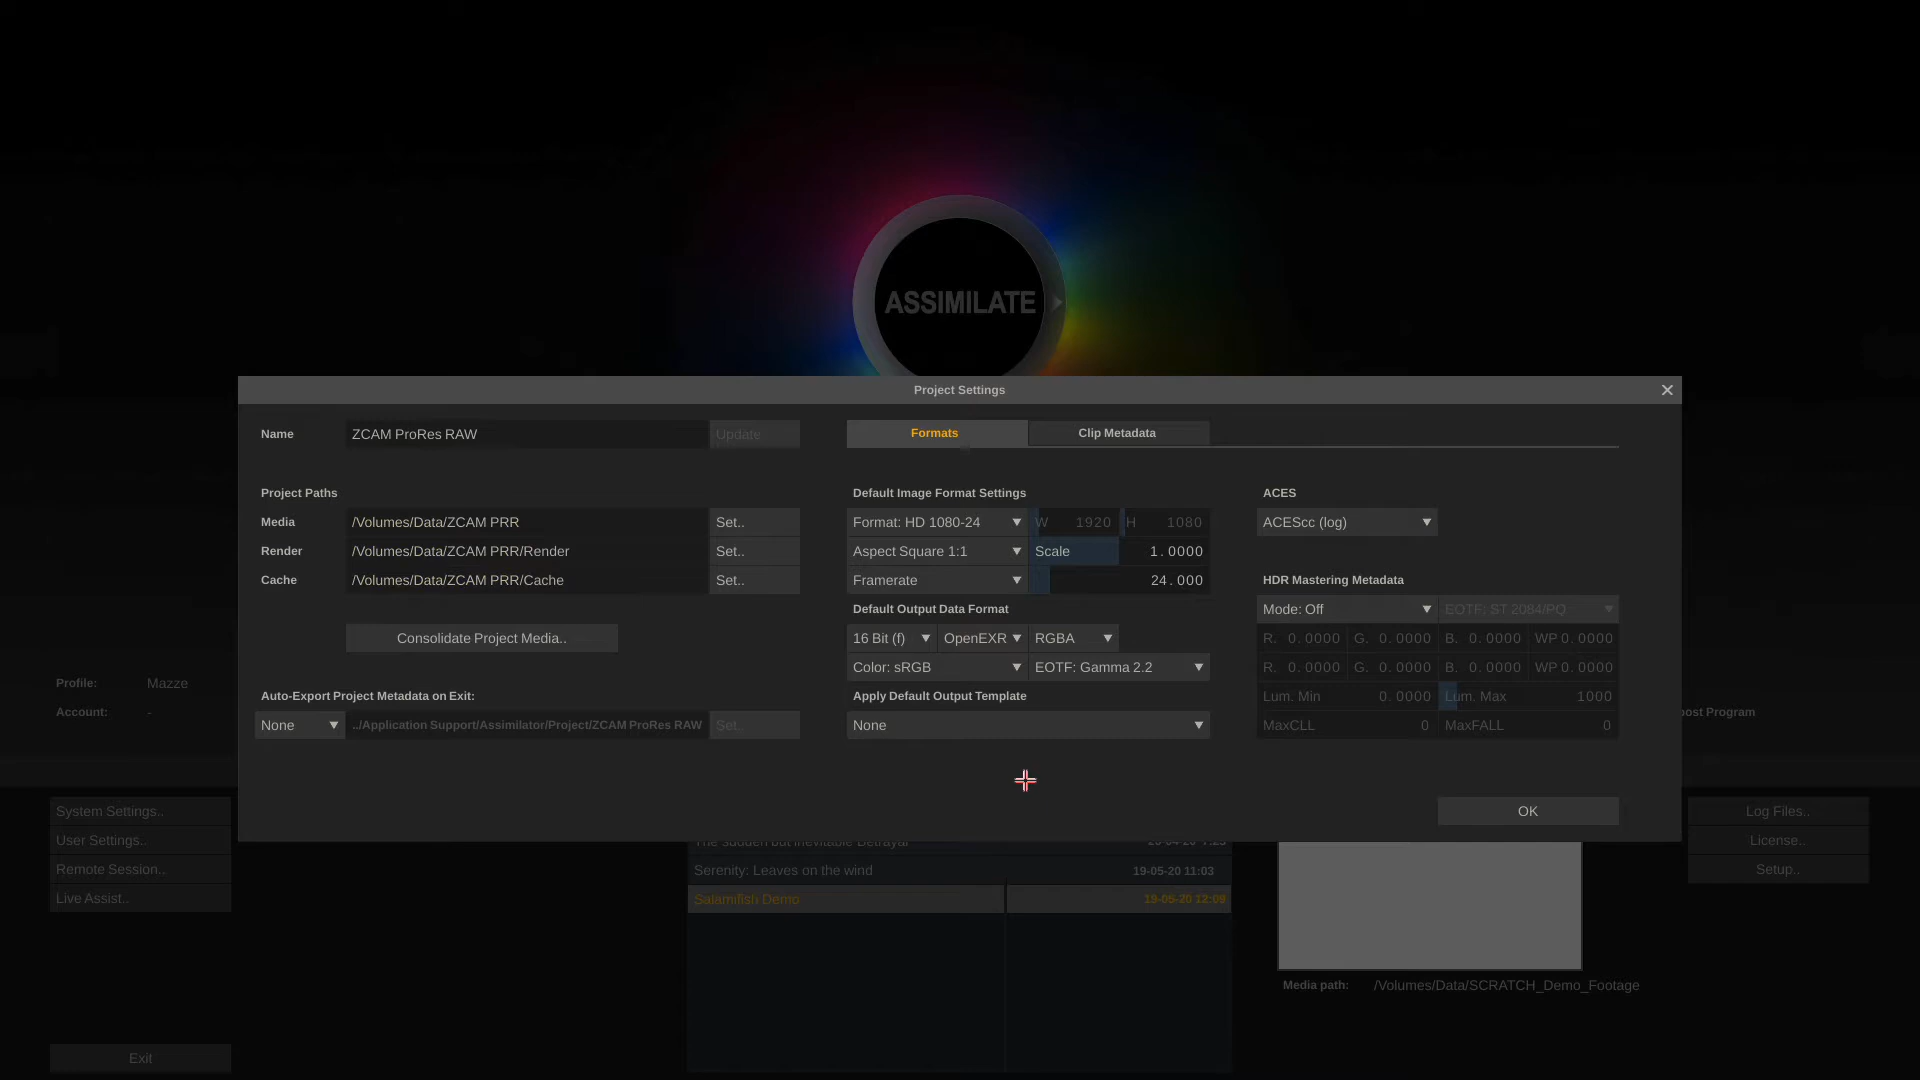 ASSIMILATE
Project Settings
Name
ZCAM ProRes RAW
Update
Formats
Clip Metadata
Project Paths
Media
/Volumes/Data/ZCAM PRR
Set..
Render
/Volumes/Data/ZCAM PRR/Render
Set..
Cache
/Volumes/Data/ZCAM PRR/Cache
Set..
Consolidate Project Media..
Auto-Export Project Metadata on Exit:
None
../Application Support/Assimilator/Project/ZCAM ProRes RAW
Set..
Default Image Format Settings
Format: HD 1080-24
W 1920 H 1080
Aspect Square 1:1
Scale 1.0000
Framerate
24.000
Default Output Data Format
16 Bit (f)
OpenEXR
RGBA
Color: sRGB
EOTF: Gamma 2.2
Apply Default Output Template
None
ACES
ACEScc (log)
HDR Mastering Metadata
Mode: Off
EOTF: ST 2084/PQ
R. 0.0000 G. 0.0000 B. 0.0000 WP 0.0000
R. 0.0000 G. 0.0000 B. 0.0000 WP 0.0000
Lum. Min 0.0000 Lum. Max 1000
MaxCLL 0 MaxFALL 0
OK
Profile: Mazze
Account: -
post Program
System Settings..
User Settings..
Remote Session..
Live Assist..
Exit
The sudden but inevitable Betrayal
Serenity: Leaves on the wind 19-05-20 11:03
Salamifish Demo 19-05-20 12:09
Media path: /Volumes/Data/SCRATCH_Demo_Footage
Log Files..
License..
Setup..